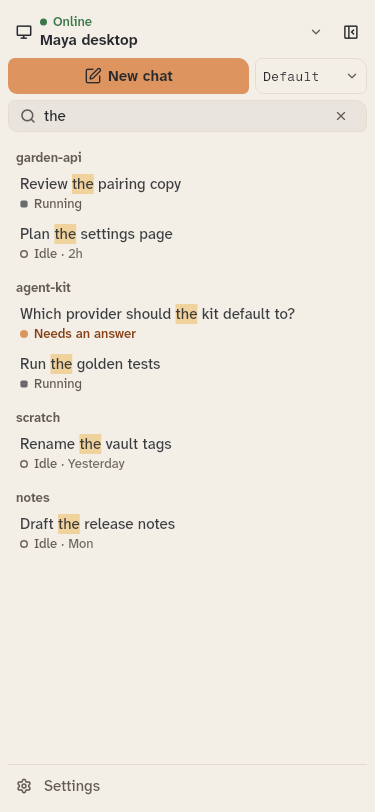 Online
Maya desktop
New chat
Default
the
garden-api
Review the pairing copy
Running
Plan the settings page
Idle · 2h
agent-kit
Which provider should the kit default to?
Needs an answer
Run the golden tests
Running
scratch
Rename the vault tags
Idle · Yesterday
notes
Draft the release notes
Idle · Mon
Settings